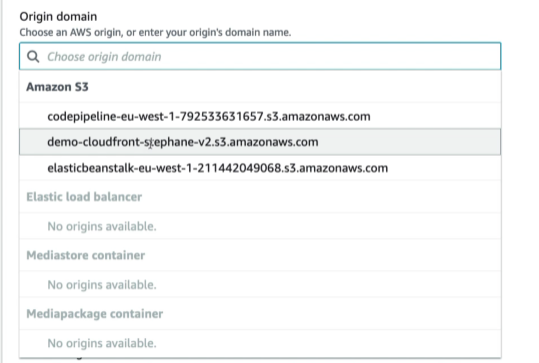 Origin domain
Choose an AWS origin, or enter your origin's domain name.
Choose origin domain
Amazon S3
codepipeline-eu-west-1-792533631657.s3.amazonaws.com
demo-cloudfront-stephane-v2.s3.amazonaws.com
elasticbeanstalk-eu-west-1-211442049068.s3.amazonaws.com
Elastic load balancer
No origins available.
Mediastore container
No origins available.
Mediapackage container
No origins available.